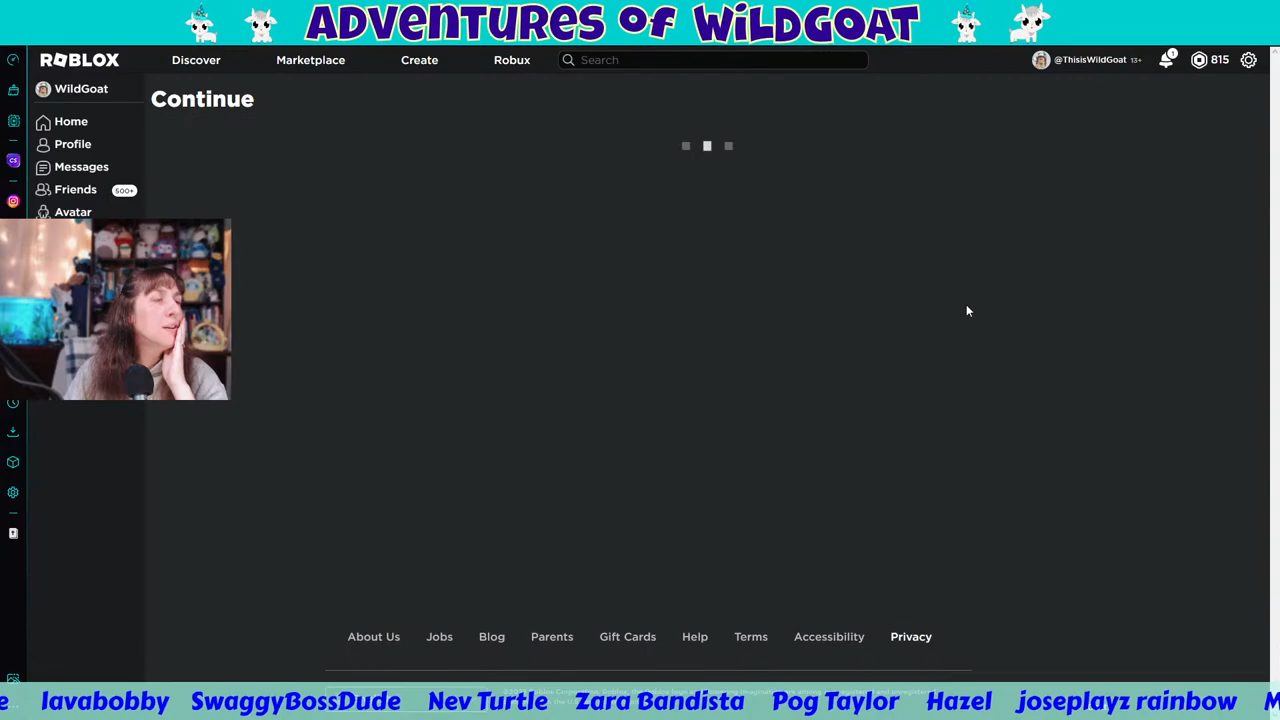 ADVENTURES OF WiLDGOAT
ROBLOX Discover Marketplace Create Robux Search @ThisisWildGoat 13+ 1 815
WildGoat
Continue
Home
Profile
Messages
Friends 500+
Avatar
CS
About Us Jobs Blog Parents Gift Cards Help Terms Accessibility Privacy
lavabobby SwaggyBossDude Nev Turtle Zara Bandista Pog Taylor Hazel joseplayz rainbow